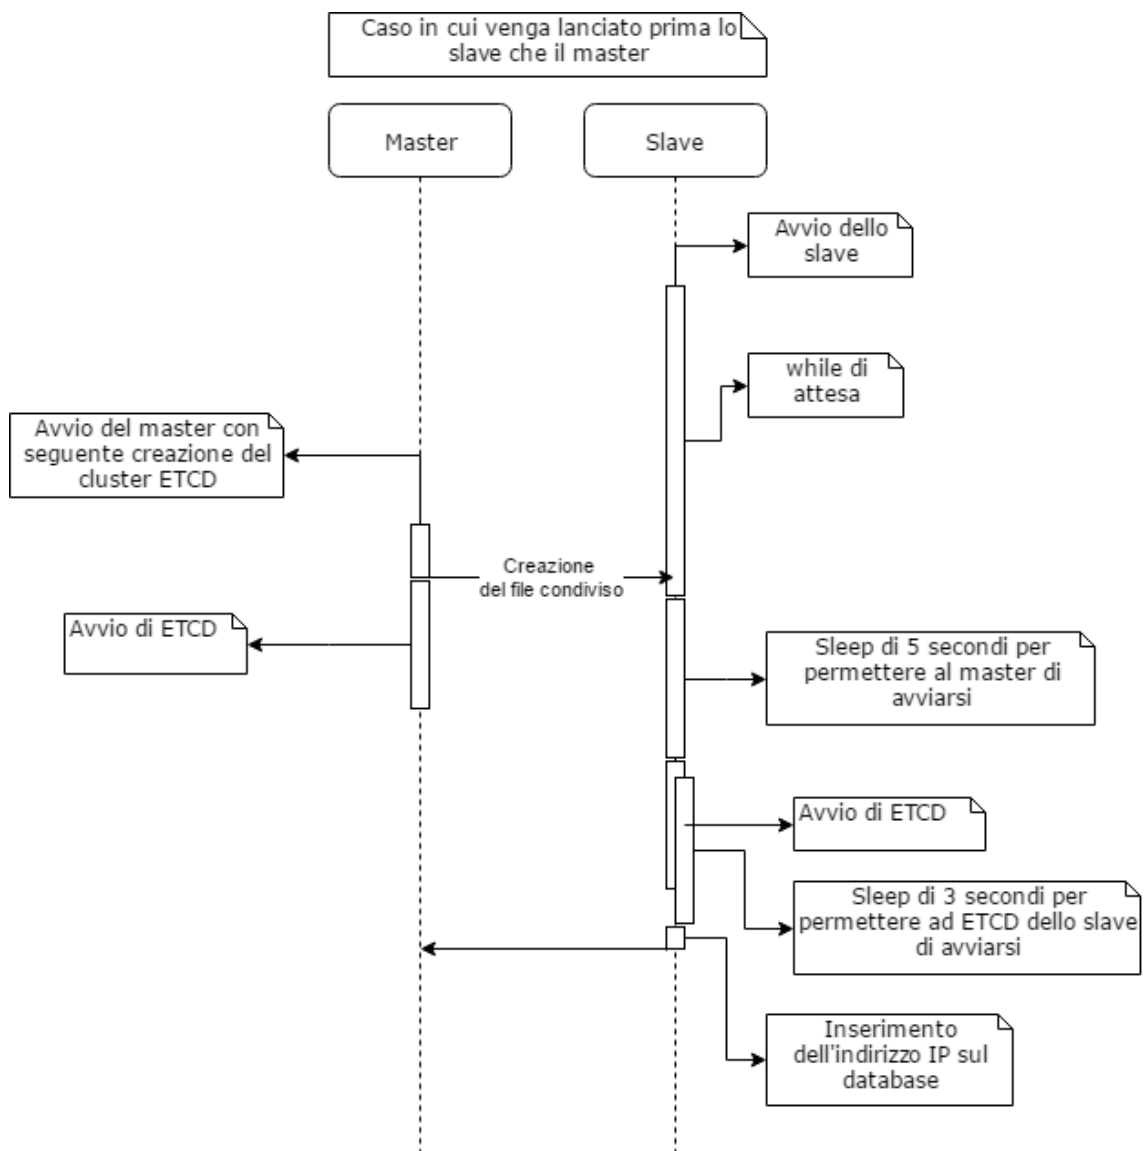 Caso in cui venga lanciato prima lo
slave che il master
Master
Slave
Avvio dello
slave
while di
attesa
Avvio del master con
seguente creazione del
cluster ETCD
Creazione
del file condiviso
Avvio di ETCD
Sleep di 5 secondi per
permettere al master di
avviarsi
Avvio di ETCD
Sleep di 3 secondi per
permettere ad ETCD dello slave
di avviarsi
Inserimento
dell'indirizzo IP sul
database